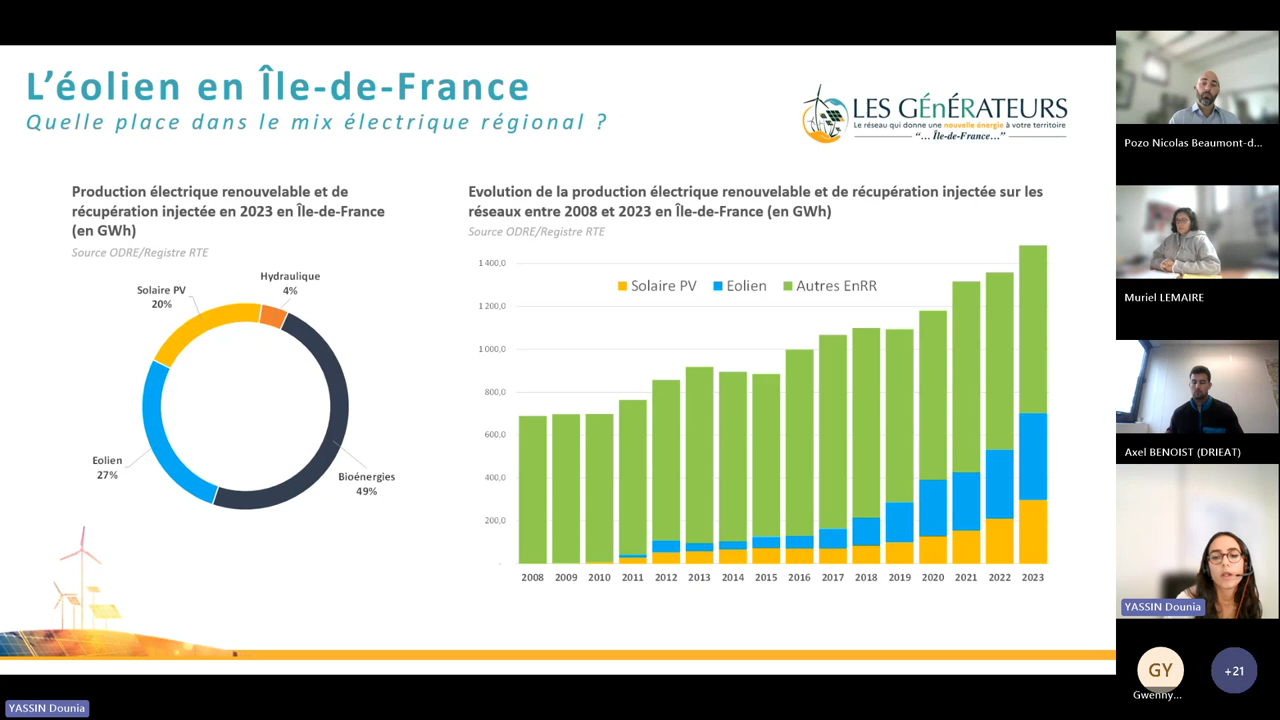 L'éolien en Île-de-France
Quelle place dans le mix électrique régional ?
LES GÉnÉRATEURS
Le réseau qui donne une nouvelle énergie à votre territoire
“... Île-de-France...”
Production électrique renouvelable et de
récupération injectée en 2023 en Île-de-France
(en GWh)
Source ODRE/Registre RTE
Hydraulique
4%
Solaire PV
20%
Eolien
27%
Bioénergies
49%
Evolution de la production électrique renouvelable et de récupération injectée sur les
réseaux entre 2008 et 2023 en Île-de-France (en GWh)
Source ODRE/Registre RTE
Solaire PV Eolien Autres EnRR
1 400,0
1 200,0
1 000,0
800,0
600,0
400,0
200,0
-
2008 2009 2010 2011 2012 2013 2014 2015 2016 2017 2018 2019 2020 2021 2022 2023
Pozo Nicolas Beaumont-d...
Muriel LEMAIRE
Axel BENOIST (DRIEAT)
YASSIN Dounia
GY
Gwenny...
+21
YASSIN Dounia